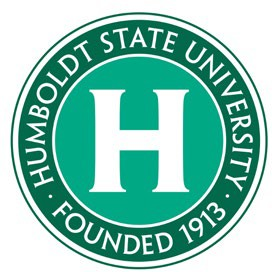 HUMBOLDT STATE UNIVERSITY
H
· FOUNDED 1913 ·